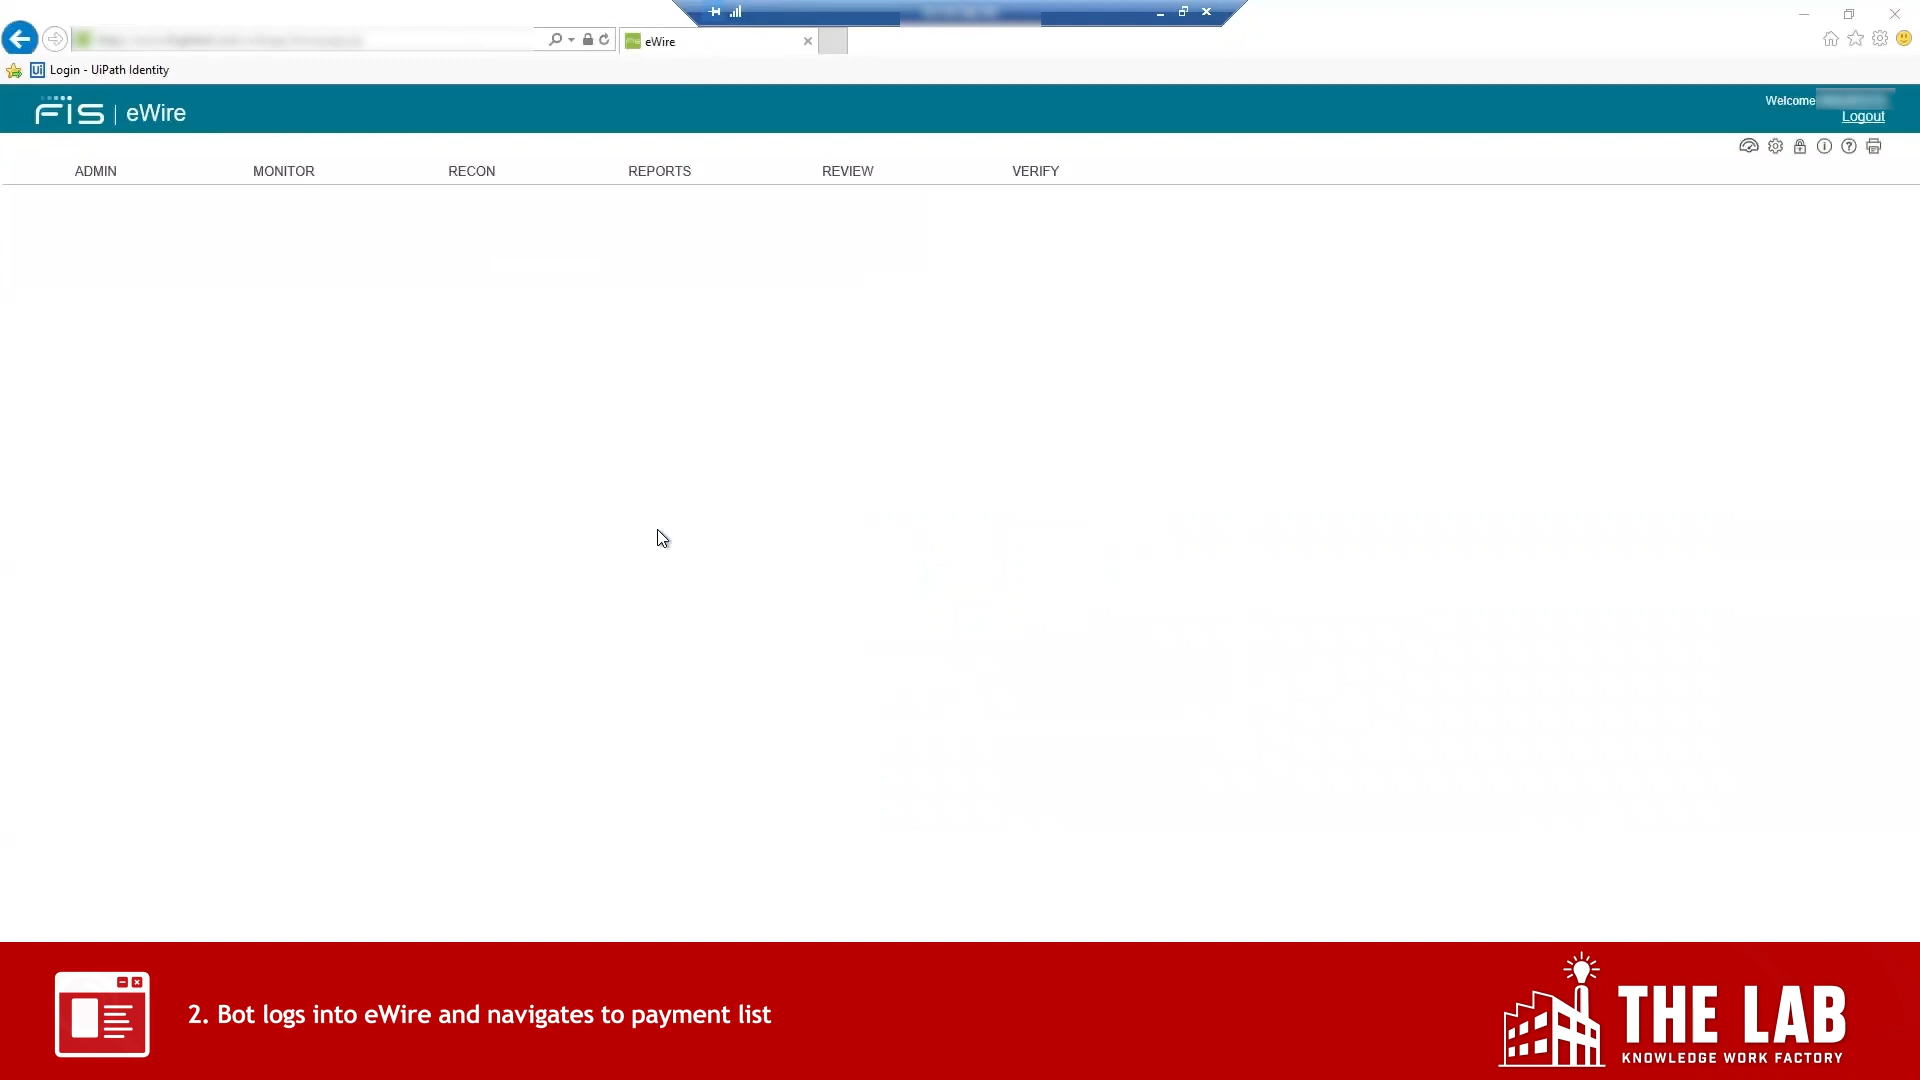 eWire
Login - UiPath Identity
FIS | eWire
Welcome
Logout
ADMIN MONITOR RECON REPORTS REVIEW VERIFY
2. Bot logs into eWire and navigates to payment list
THE LAB
KNOWLEDGE WORK FACTORY